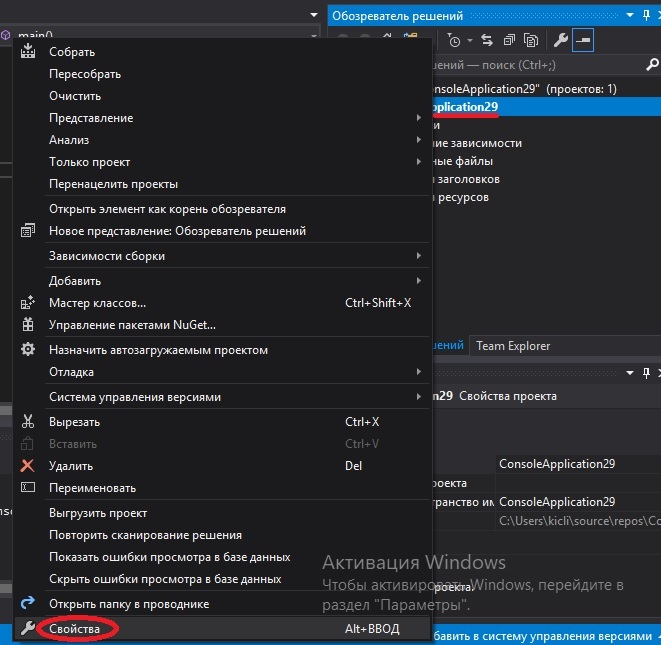 main()
Обозреватель решений
ений — поиск (Ctrl+;)
onsoleApplication29" (проектов: 1)
pplication29
и
ие зависимости
ные файлы
ы заголовков
ы ресурсов
Собрать
Пересобрать
Очистить
Представление
Анализ
Только проект
Перенацелить проекты
Открыть элемент как корень обозревателя
Новое представление: Обозреватель решений
Зависимости сборки
Добавить
Мастер классов... Ctrl+Shift+X
Управление пакетами NuGet...
Назначить автозагружаемым проектом
Отладка
Система управления версиями
Вырезать Ctrl+X
Вставить Ctrl+V
Удалить Del
Переименовать
Выгрузить проект
Повторить сканирование решения
Показать ошибки просмотра в базе данных
Скрыть ошибки просмотра в базе данных
Открыть папку в проводнике
Свойства Alt+ВВОД
ений Team Explorer
n29 Свойства проекта
ConsoleApplication29
роекта
транство им ConsoleApplication29
C:\Users\kicli\source\repos\Co
Активация Windows
Чтобы активировать Windows, перейдите в
раздел "Параметры".
роекта.
бавить в систему управления версиями